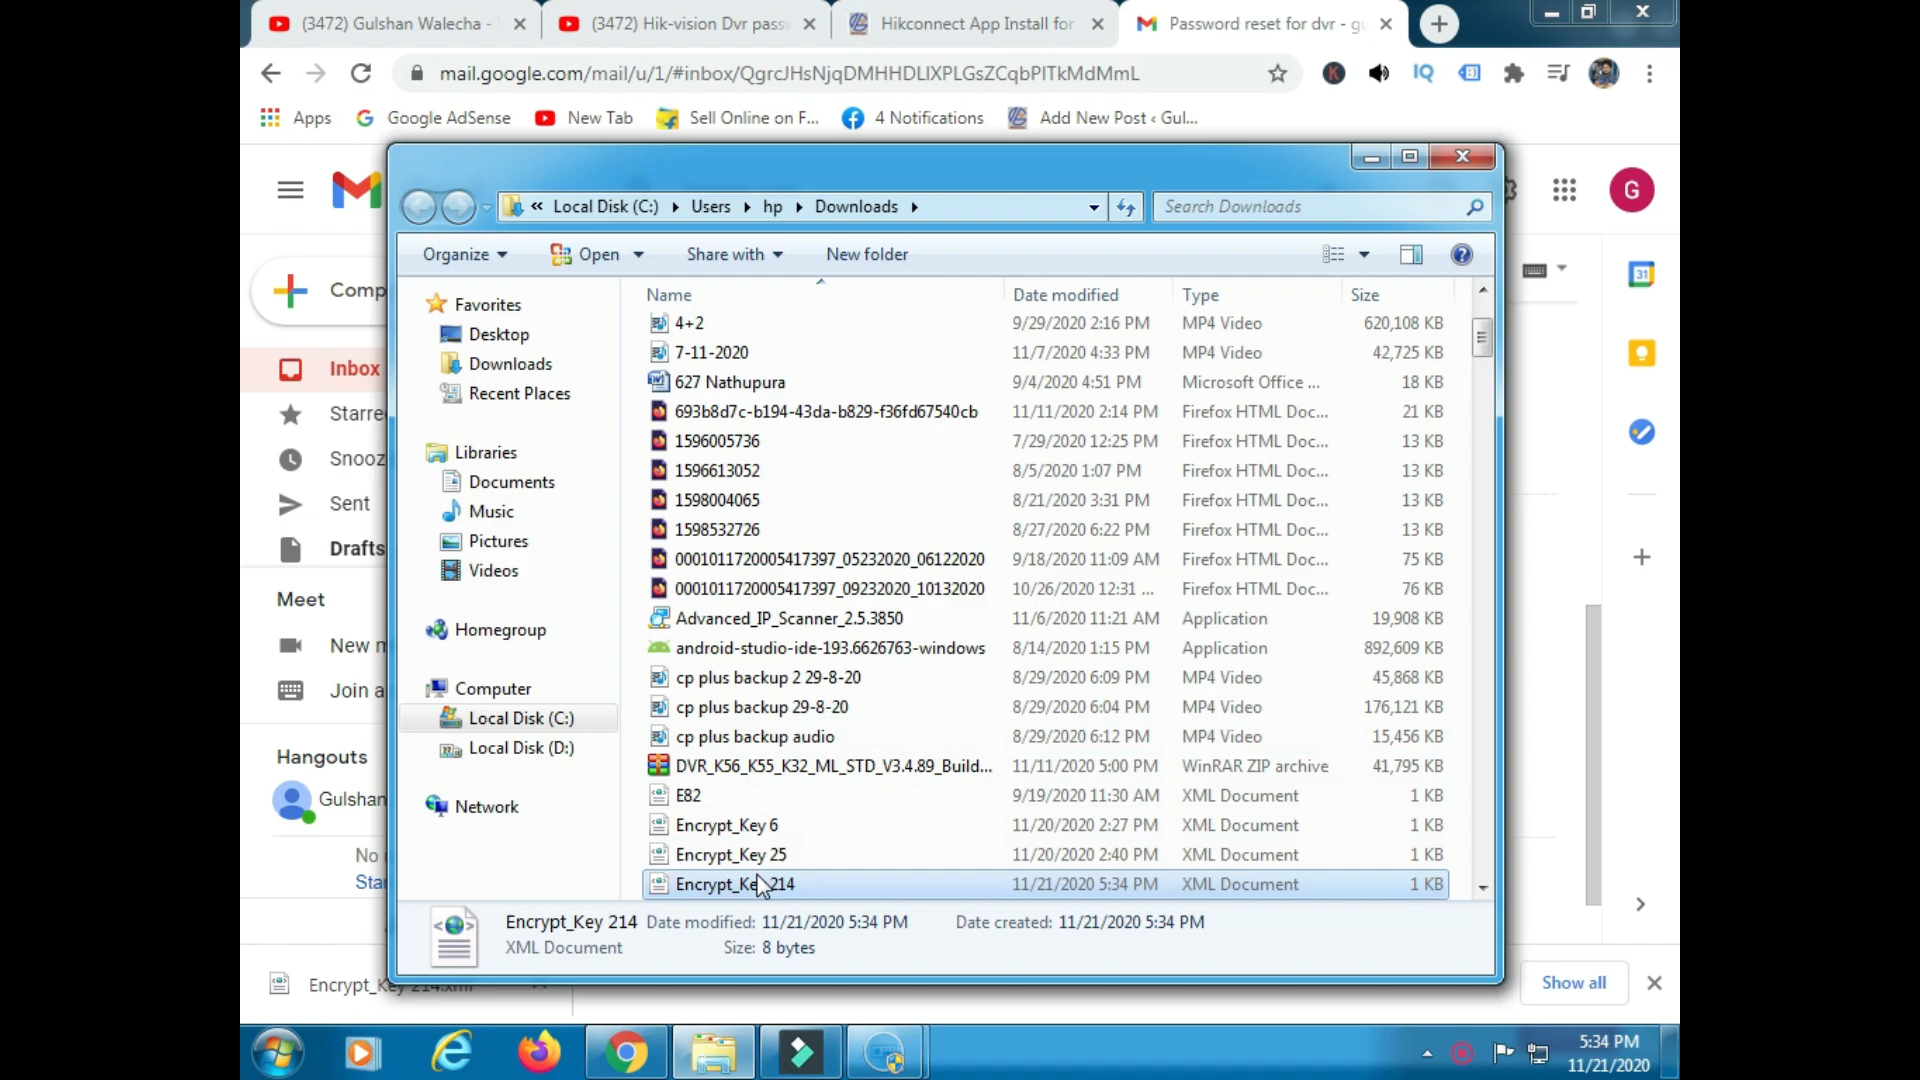 (3472) Gulshan Walecha -
(3472) Hik-vision Dvr pass
Hikconnect App Install for
Password reset for dvr - gu
mail.google.com/mail/u/1/#inbox/QgrcJHsNjqDMHHDLlXPLGsZCqbPlTkMdMmL
K
IQ
Apps
Google AdSense
New Tab
Sell Online on F...
4 Notifications
Add New Post ‹ Gul...
G
Comp
Inbox
Starre
Snooz
Sent
Drafts
Meet
New m
Join a
Hangouts
Gulshan
No
Star
31
« Local Disk (C:) Users hp Downloads
Search Downloads
Organize
Open
Share with
New folder
Favorites
Desktop
Downloads
Recent Places
Libraries
Documents
Music
Pictures
Videos
Homegroup
Computer
Local Disk (C:)
Local Disk (D:)
Network
Name Date modified Type Size
4+2 9/29/2020 2:16 PM MP4 Video 620,108 KB
7-11-2020 11/7/2020 4:33 PM MP4 Video 42,725 KB
627 Nathupura 9/4/2020 4:51 PM Microsoft Office ... 18 KB
693b8d7c-b194-43da-b829-f36fd67540cb 11/11/2020 2:14 PM Firefox HTML Doc... 21 KB
1596005736 7/29/2020 12:25 PM Firefox HTML Doc... 13 KB
1596613052 8/5/2020 1:07 PM Firefox HTML Doc... 13 KB
1598004065 8/21/2020 3:31 PM Firefox HTML Doc... 13 KB
1598532726 8/27/2020 6:22 PM Firefox HTML Doc... 13 KB
0001011720005417397_05232020_06122020 9/18/2020 11:09 AM Firefox HTML Doc... 75 KB
0001011720005417397_09232020_10132020 10/26/2020 12:31 ... Firefox HTML Doc... 76 KB
Advanced_IP_Scanner_2.5.3850 11/6/2020 11:21 AM Application 19,908 KB
android-studio-ide-193.6626763-windows 8/14/2020 1:15 PM Application 892,609 KB
cp plus backup 2 29-8-20 8/29/2020 6:09 PM MP4 Video 45,868 KB
cp plus backup 29-8-20 8/29/2020 6:04 PM MP4 Video 176,121 KB
cp plus backup audio 8/29/2020 6:12 PM MP4 Video 15,456 KB
DVR_K56_K55_K32_ML_STD_V3.4.89_Build... 11/11/2020 5:00 PM WinRAR ZIP archive 41,795 KB
E82 9/19/2020 11:30 AM XML Document 1 KB
Encrypt_Key 6 11/20/2020 2:27 PM XML Document 1 KB
Encrypt_Key 25 11/20/2020 2:40 PM XML Document 1 KB
Encrypt_Key 214 11/21/2020 5:34 PM XML Document 1 KB
Encrypt_Key 214 Date modified: 11/21/2020 5:34 PM Date created: 11/21/2020 5:34 PM
XML Document Size: 8 bytes
Encrypt_Key 214.xml
Show all
5:34 PM
11/21/2020